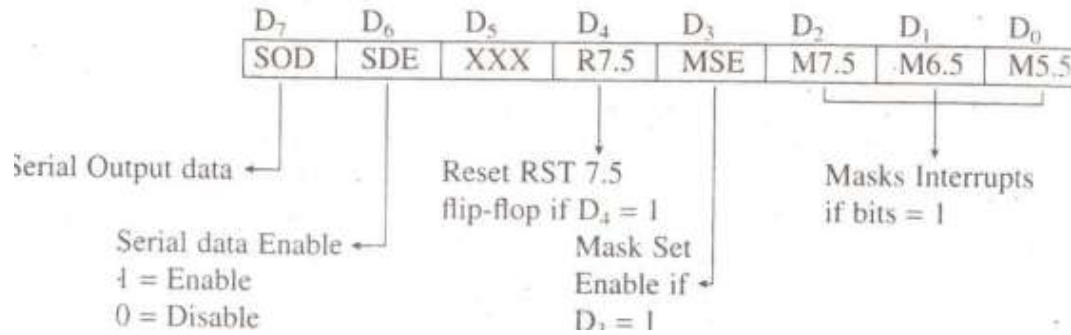 D₇ D₆ D₅ D₄ D₃ D₂ D₁ D₀
SOD SDE XXX R7.5 MSE M7.5 M6.5 M5.5
Serial Output data
Serial data Enable
1 = Enable
0 = Disable
Reset RST 7.5
flip-flop if D₄ = 1
Mask Set
Enable if
D₃ = 1
Masks Interrupts
if bits = 1